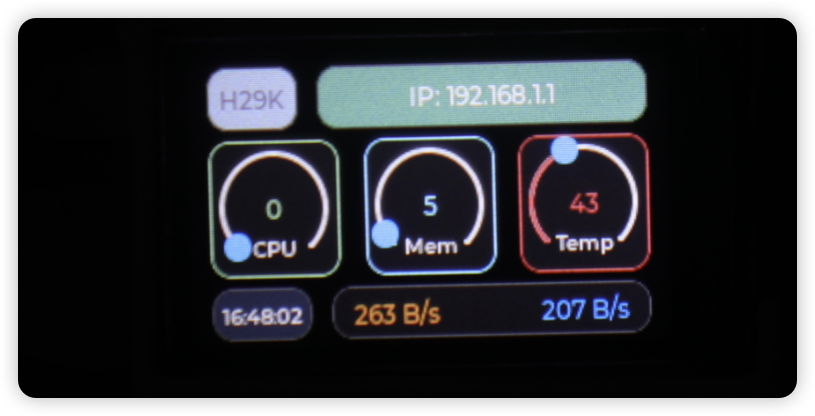 H29K
IP: 192.168.1.1
0
CPU
5
Mem
43
Temp
16:48:02
263 B/s
207 B/s